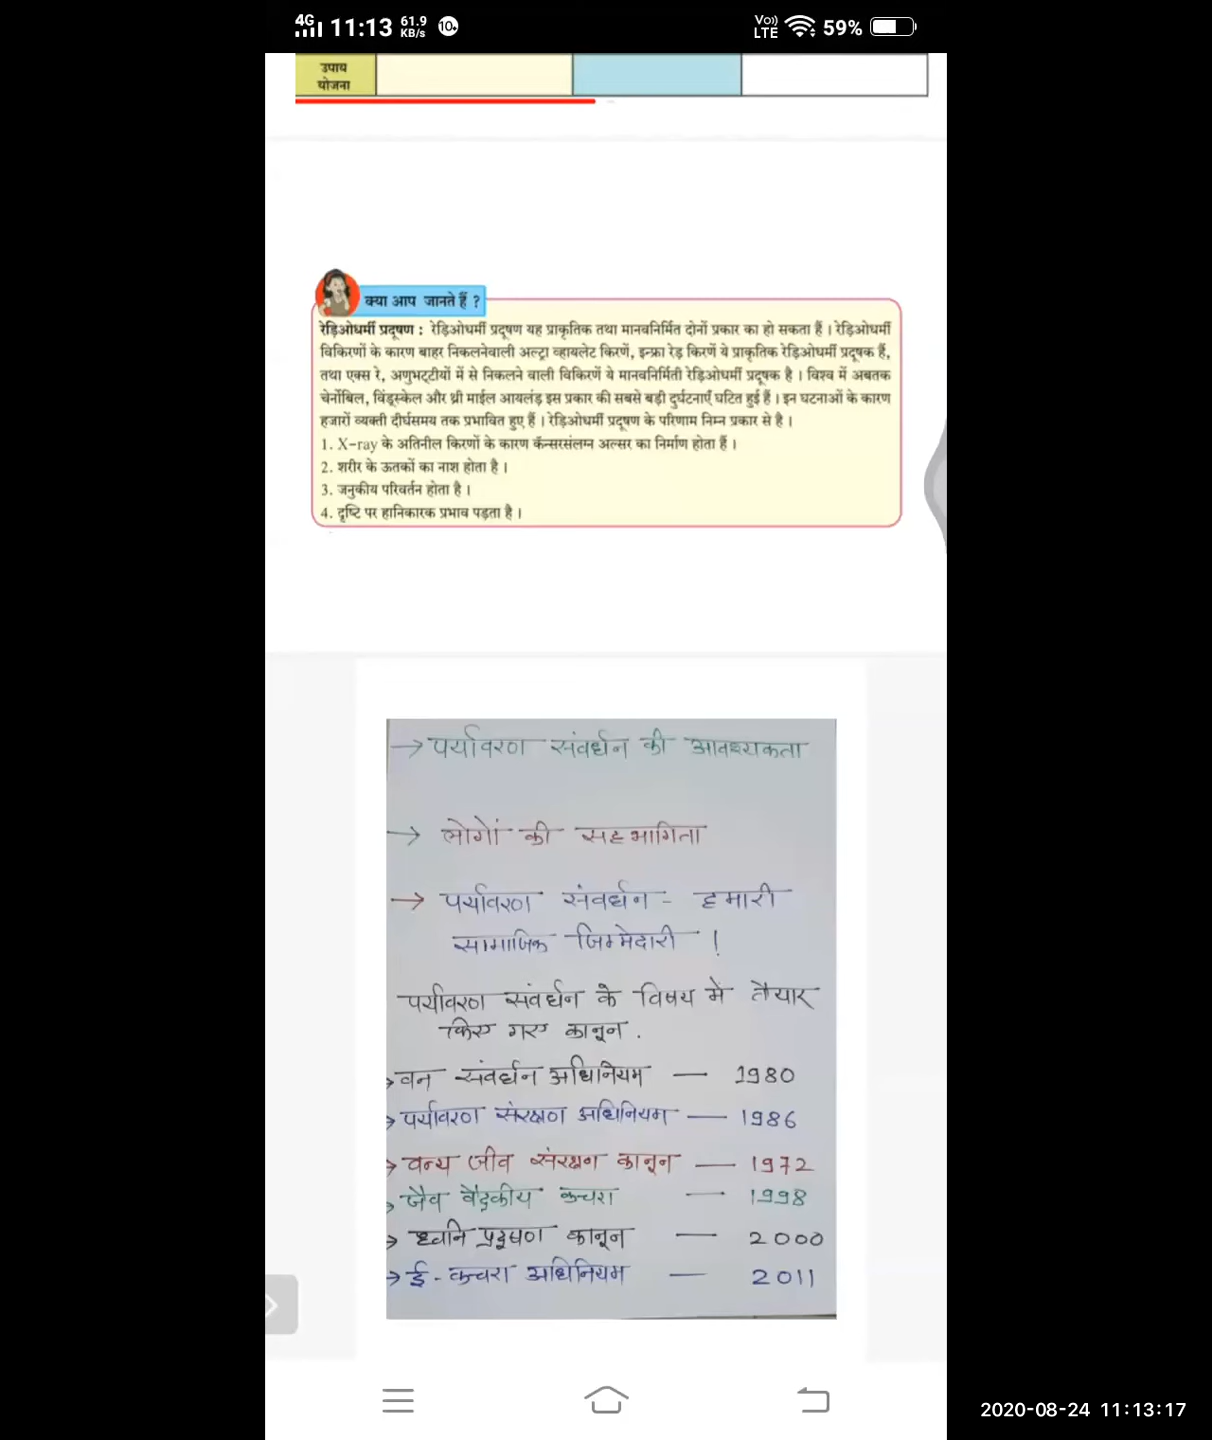 4G 11:13 61.9 KB/s 10+ Vo)) LTE 59%
उपाय
योजना
क्या आप जानते हैं ?
रेडिओधर्मी प्रदूषण : रेडिओधर्मी प्रदूषण यह प्राकृतिक तथा मानवनिर्मित दोनों प्रकार का हो सकता हैं । रेडिओधर्मी
विकिरणों के कारण बाहर निकलनेवाली अल्ट्रा व्हायलेट किरणें, इन्फ्रा रेड़ किरणें ये प्राकृतिक रेडिओधर्मी प्रदूषक हैं,
तथा एक्स रे, अणुभट्टीयों में से निकलने वाली विकिरणें ये मानवनिर्मिती रेडिओधर्मी प्रदूषक है । विश्व में अबतक
चेर्नोबिल, विंड्स्केल और थ्री माईल आयलंड़ इस प्रकार की सबसे बड़ी दुर्घटनाएँ घटित हुई हैं । इन घटनाओं के कारण
हजारों व्यक्ती दीर्घसमय तक प्रभावित हुए हैं । रेडिओधर्मी प्रदूषण के परिणाम निम्न प्रकार से है ।
1. X-ray के अतिनील किरणों के कारण कॅन्सरसंलग्न अल्सर का निर्माण होता हैं ।
2. शरीर के ऊतकों का नाश होता है ।
3. जनुकीय परिवर्तन होता है ।
4. दृष्टि पर हानिकारक प्रभाव पड़ता है ।
→ पर्यावरण संवर्धन की आवश्यकता
→ लोगों की सहभागिता
→ पर्यावरण संवर्धन - हमारी
सामाजिक जिम्मेदारी !
पर्यावरण संवर्धन के विषय में तैयार
किए गए कानून .
→ वन संवर्धन अधिनियम — 1980
→ पर्यावरण संरक्षण अधिनियम — 1986
→ वन्य जीव संरक्षण कानून — 1972
→ जैव वैद्कीय कचरा — 1998
→ ध्वनि प्रदूषण कानून — 2000
→ ई - कचरा अधिनियम — 2011
2020-08-24 11:13:17